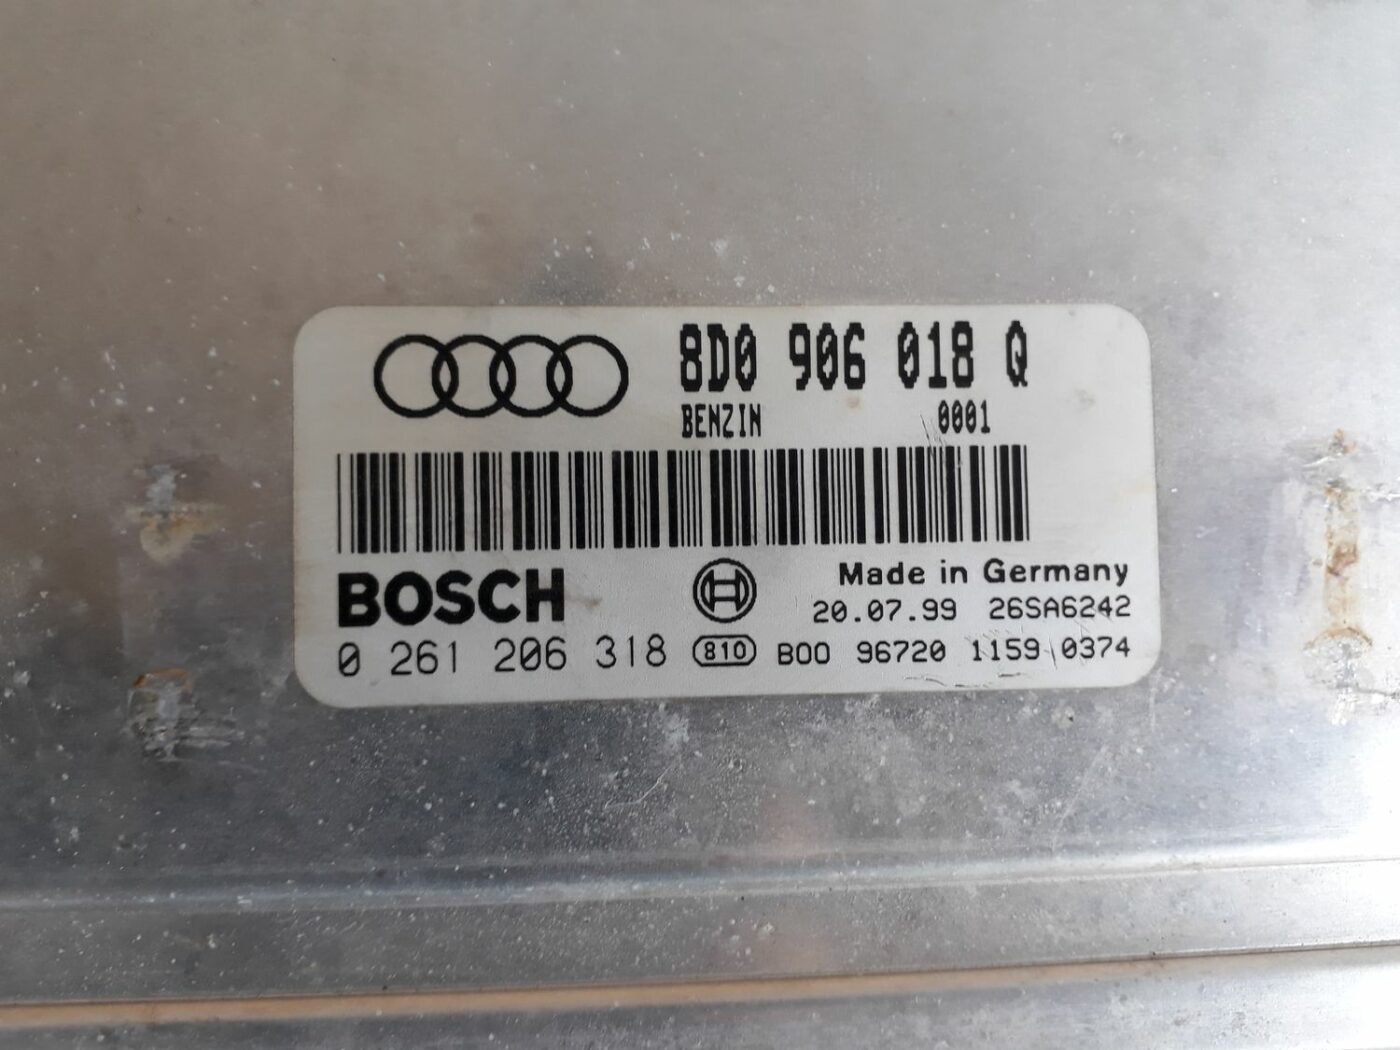 8D0 906 018 Q
BENZIN 0001
BOSCH
Made in Germany
20.07.99 26SA6242
0 261 206 318 810 B00 96720 1159 0374